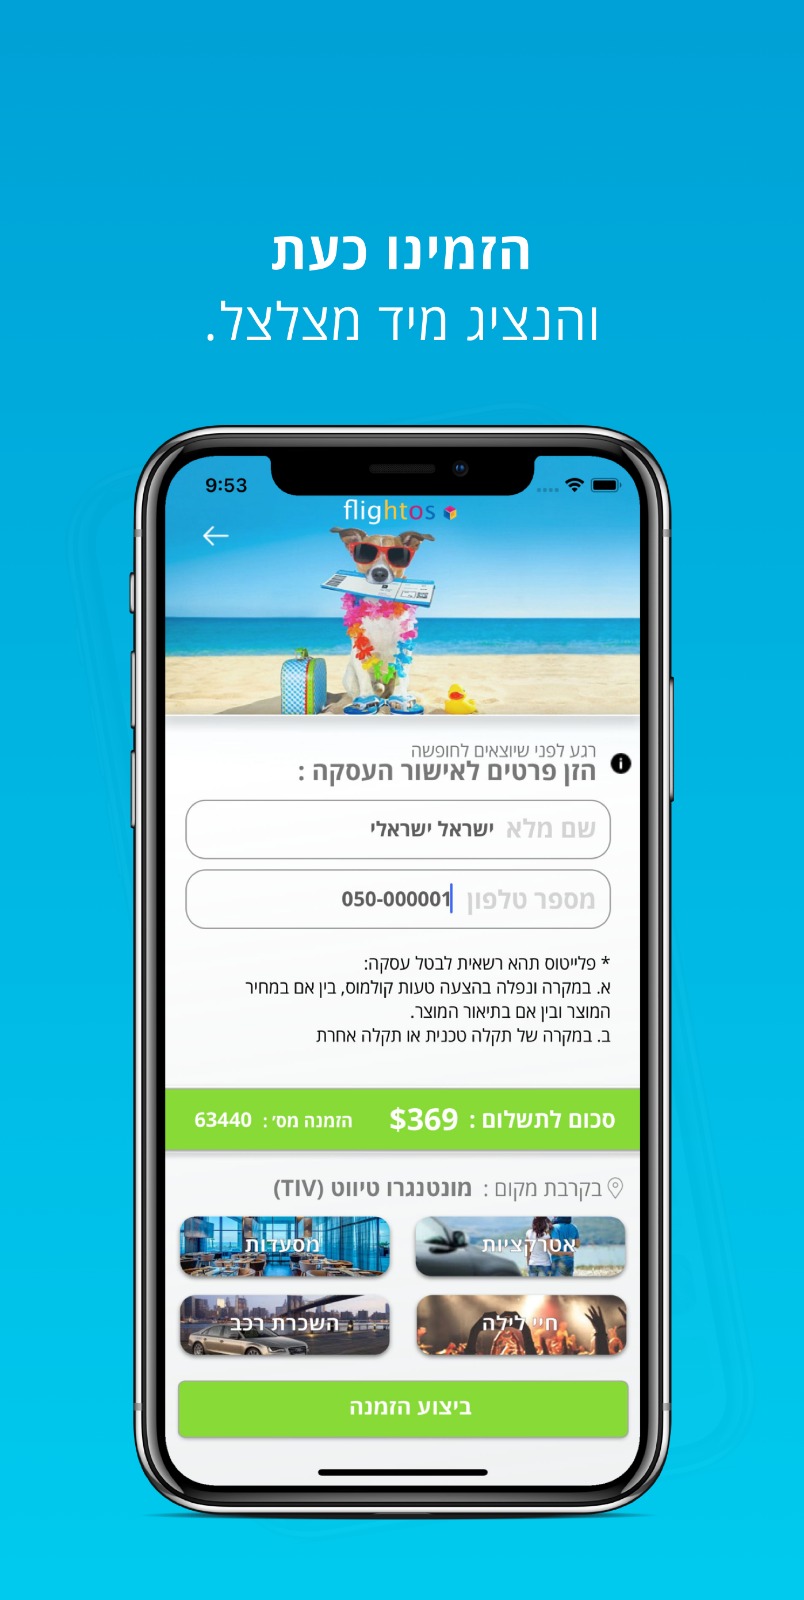 הזמינו כעת
והנציג מיד מצלצל.
9:53
flightos
רגע לפני שיוצאים לחופשה
הזן פרטים לאישור העסקה :
שם מלא ישראל ישראלי
מספר טלפון 050-000001
* פלייטוס תהא רשאית לבטל עסקה:
א. במקרה ונפלה בהצעה טעות קולמוס, בין אם במחיר
המוצר ובין אם בתיאור המוצר.
ב. במקרה של תקלה טכנית או תקלה אחרת
סכום לתשלום : $369 הזמנה מס׳ : 63440
בקרבת מקום : מונטנגרו טיווט (TIV)
אטרקציות מסעדות
חיי לילה השכרת רכב
ביצוע הזמנה